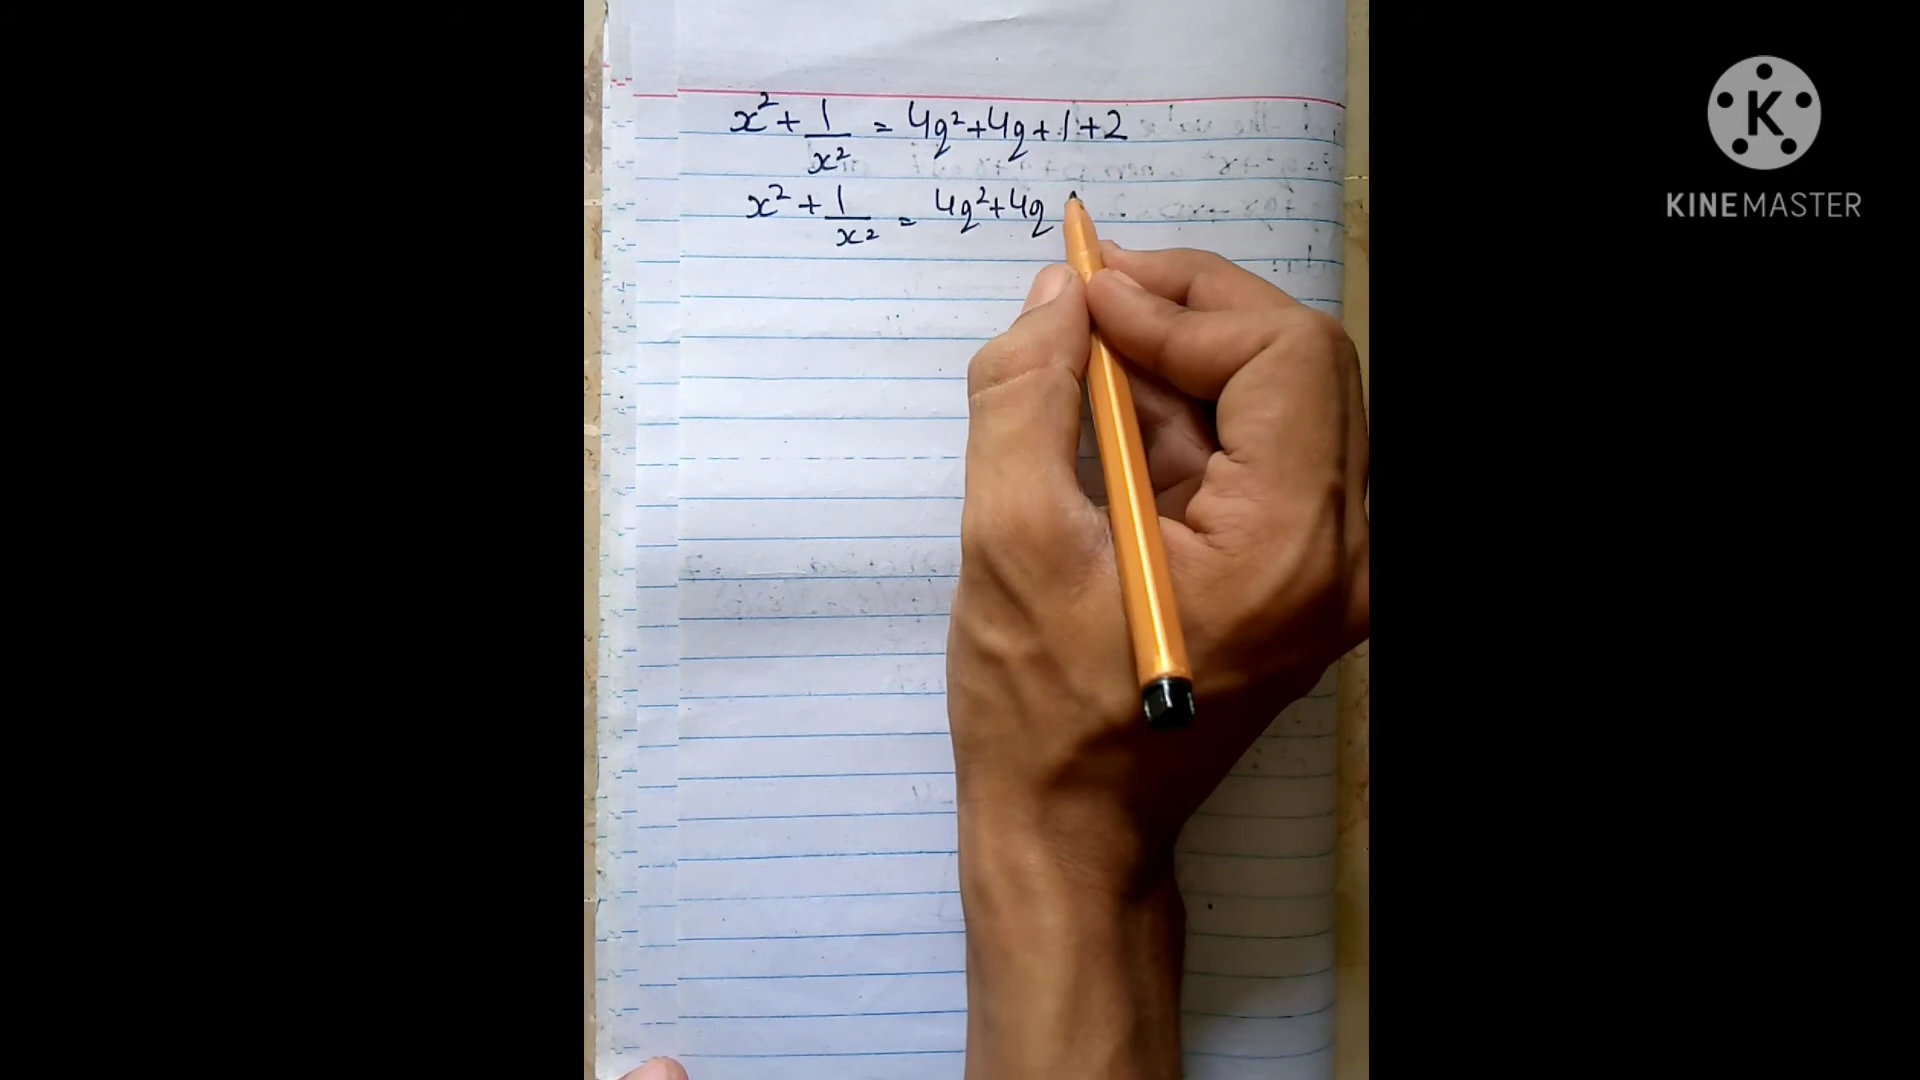 x² + 1/x² = 4q² + 4q + 1 + 2
x² + 1/x² = 4q² + 4q
K
KINEMASTER